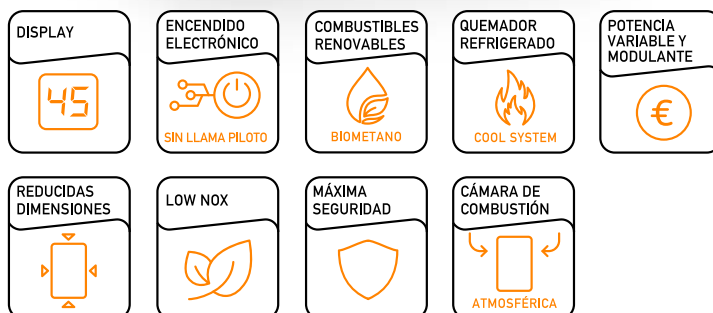 DISPLAY
45
ENCENDIDO
ELECTRÓNICO
SIN LLAMA PILOTO
COMBUSTIBLES
RENOVABLES
BIOMETANO
QUEMADOR
REFRIGERADO
COOL SYSTEM
POTENCIA
VARIABLE Y
MODULANTE
€
REDUCIDAS
DIMENSIONES
LOW NOX
MÁXIMA
SEGURIDAD
CÁMARA DE
COMBUSTIÓN
ATMOSFÉRICA